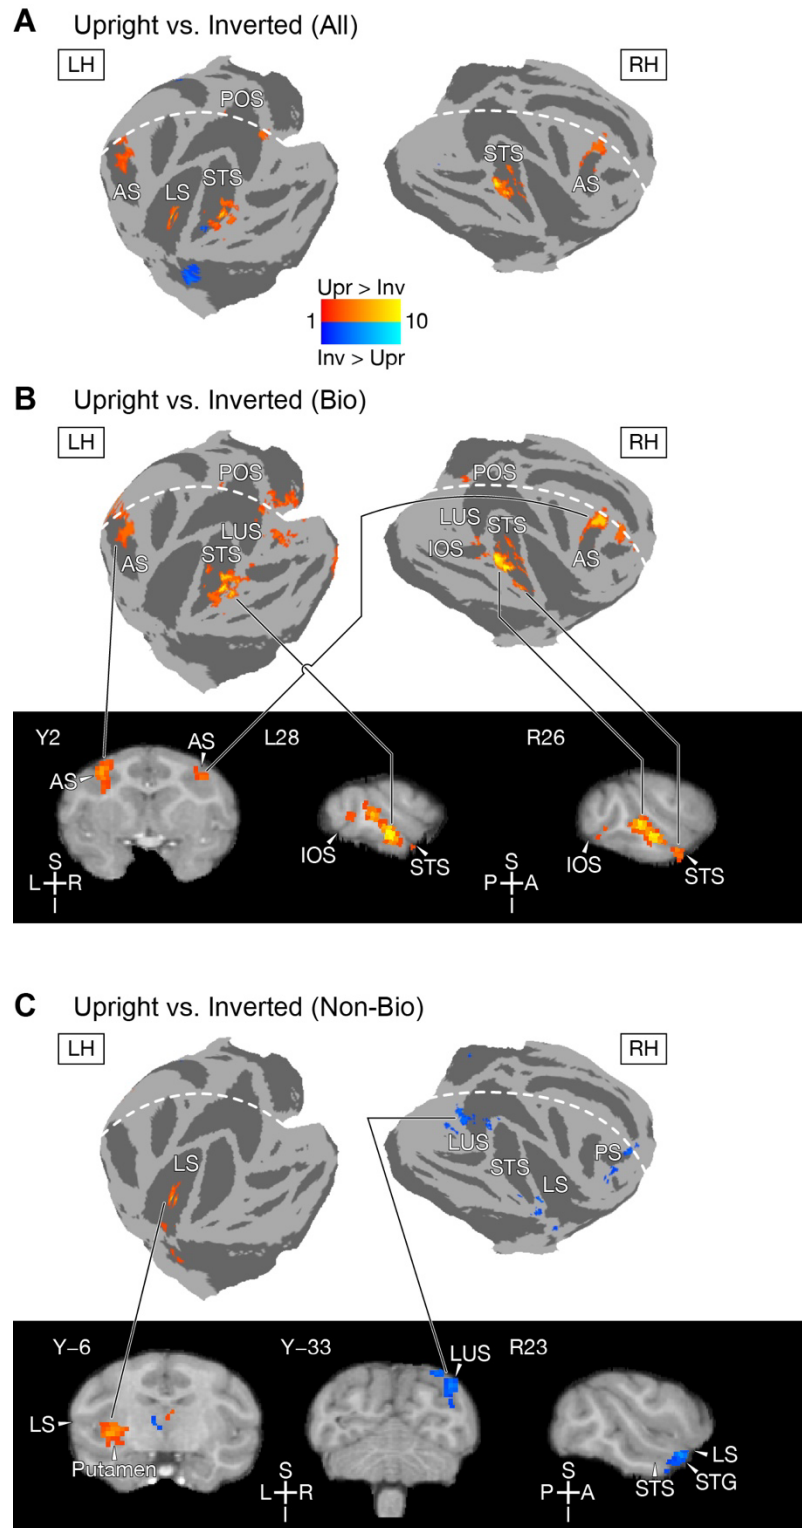 A Upright vs. Inverted (All)
LH
RH
POS
STS
AS
LS
STS
AS
Upr > Inv
1
10
Inv > Upr
B Upright vs. Inverted (Bio)
LH
RH
POS
POS
LUS
LUS
STS
STS
IOS
AS
AS
Y2
AS
L28
R26
AS
IOS
STS
IOS
STS
S
L R
I
S
P A
I
C Upright vs. Inverted (Non-Bio)
LH
RH
LUS
PS
LS
STS
LS
Y−6
Y−33
LUS
R23
LS
Putamen
LS
STG
STS
S
L R
I
S
P A
I